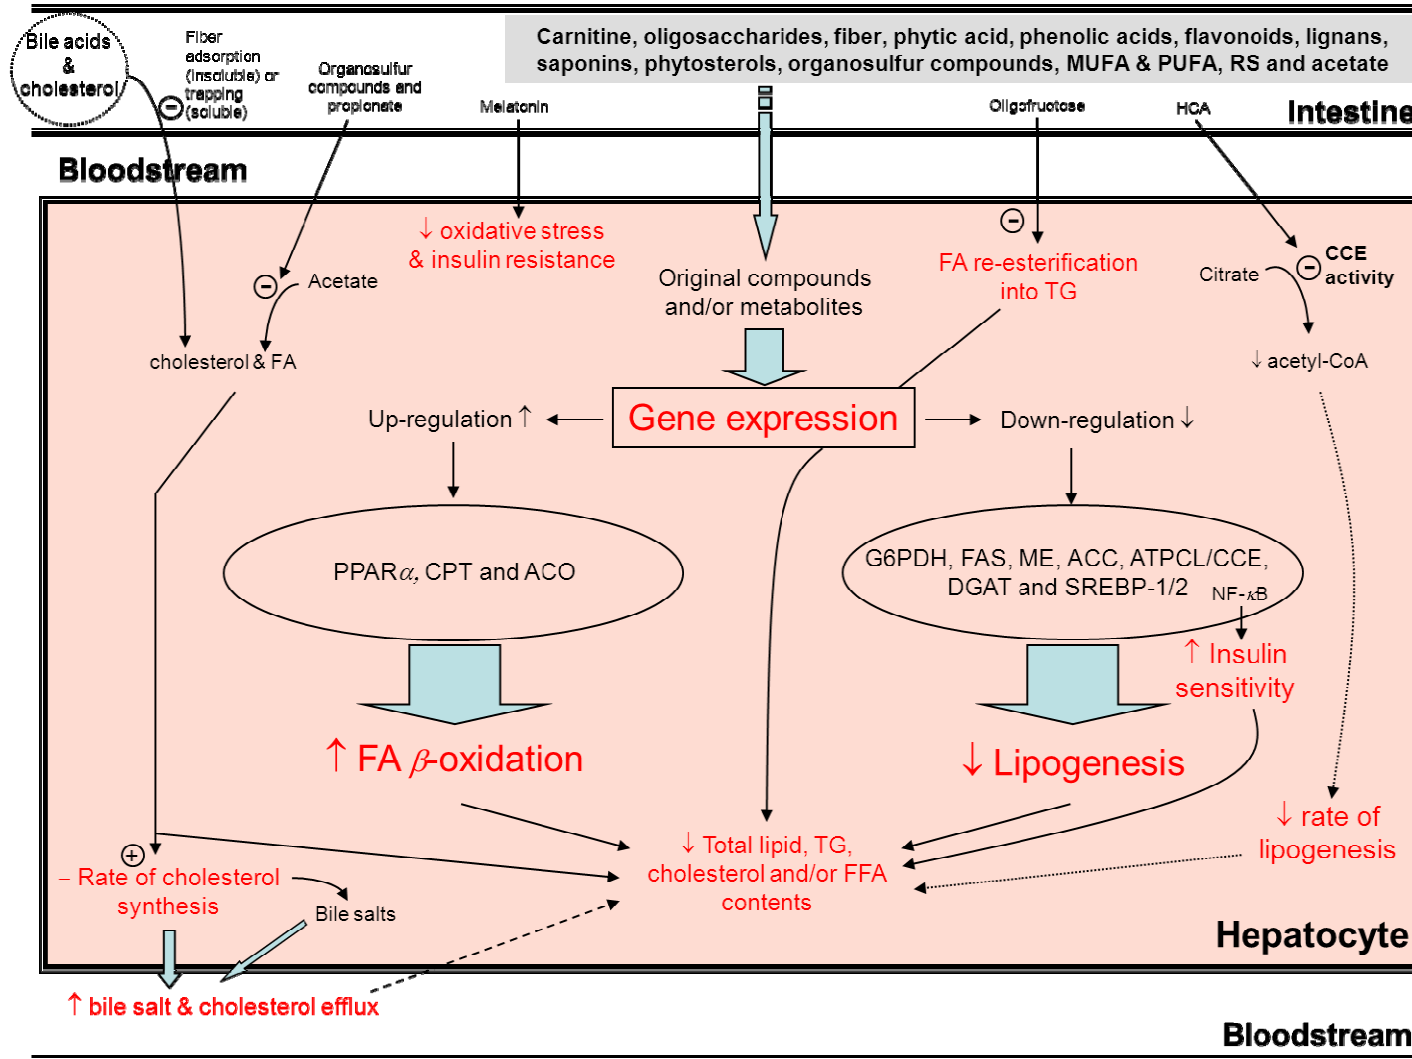 Bile acids
&
cholesterol
Fiber
adsorption
(insoluble) or
trapping
(soluble)
Organosulfur
compounds and
propionate
Melatonin
Carnitine, oligosaccharides, fiber, phytic acid, phenolic acids, flavonoids, lignans,
saponins, phytosterols, organosulfur compounds, MUFA & PUFA, RS and acetate
Oligofructose
HCA
Intestine
−
Bloodstream
↓ oxidative stress
& insulin resistance
−
Acetate
Original compounds
and/or metabolites
−
FA re-esterification
into TG
Citrate
−
CCE
activity
cholesterol & FA
↓ acetyl-CoA
Up-regulation ↑
Gene expression
Down-regulation ↓
PPARα, CPT and ACO
G6PDH, FAS, ME, ACC, ATPCL/CCE,
DGAT and SREBP-1/2
NF-κB
↑ Insulin
sensitivity
↑ FA β-oxidation
↓ Lipogenesis
↓ rate of
lipogenesis
+
− Rate of cholesterol
synthesis
Bile salts
↓ Total lipid, TG,
cholesterol and/or FFA
contents
Hepatocyte
↑ bile salt & cholesterol efflux
Bloodstream